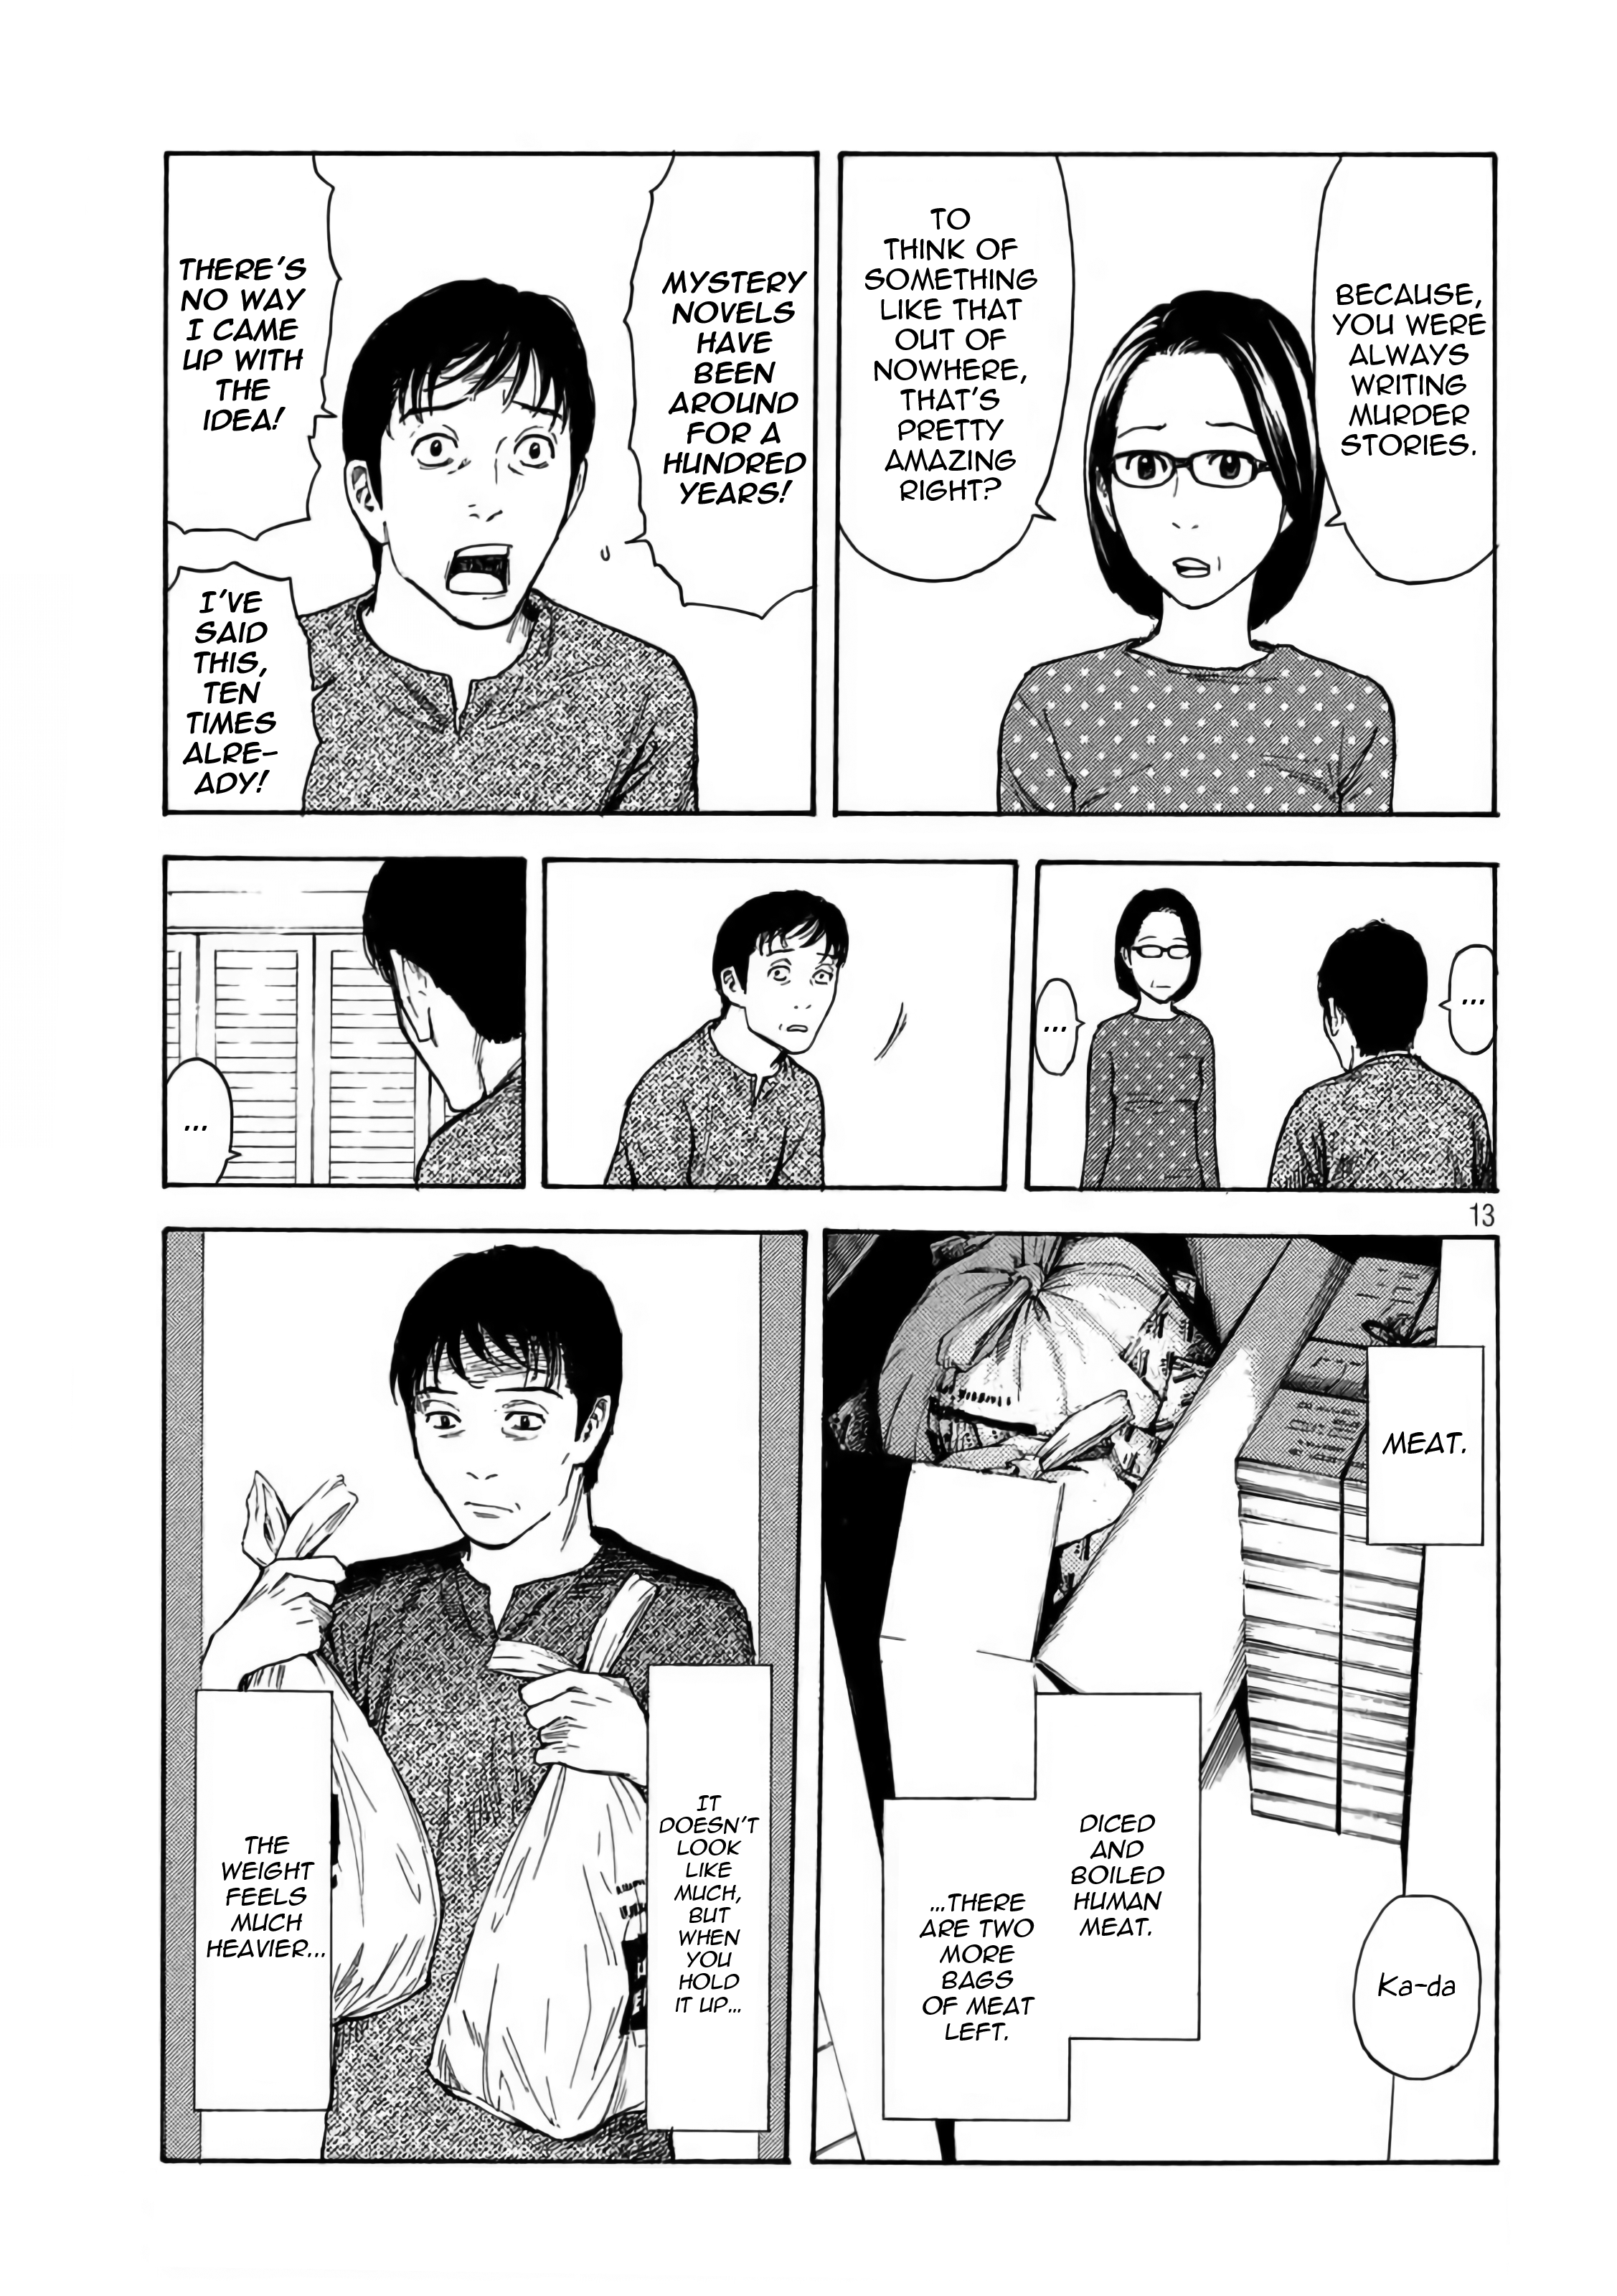 BECAUSE,
YOU WERE
ALWAYS
WRITING
MURDER
STORIES.
TO
THINK OF
SOMETHING
LIKE THAT
OUT OF
NOWHERE,
THAT'S
PRETTY
AMAZING
RIGHT?
MYSTERY
NOVELS
HAVE
BEEN
AROUND
FOR A
HUNDRED
YEARS!
THERE'S
NO WAY
I CAME
UP WITH
THE
IDEA!
I'VE
SAID
THIS,
TEN
TIMES
ALRE-
ADY!
...
...
...
13
MEAT.
DICED
AND
BOILED
HUMAN
MEAT.
...THERE
ARE TWO
MORE
BAGS
OF MEAT
LEFT.
Ka-da
IT
DOESN'T
LOOK
LIKE
MUCH,
BUT
WHEN
YOU
HOLD
IT UP...
THE
WEIGHT
FEELS
MUCH
HEAVIER...